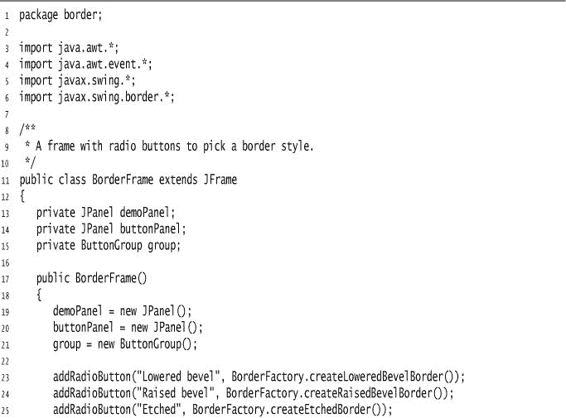 1 package border;
2
3 import java.awt.*;
4 import java.awt.event.*;
5 import javax.swing.*;
6 import javax.swing.border.*;
7
8 /**
9  * A frame with radio buttons to pick a border style.
10  */
11 public class BorderFrame extends JFrame
12 {
13    private JPanel demoPanel;
14    private JPanel buttonPanel;
15    private ButtonGroup group;
16
17    public BorderFrame()
18    {
19       demoPanel = new JPanel();
20       buttonPanel = new JPanel();
21       group = new ButtonGroup();
22
23       addRadioButton("Lowered bevel", BorderFactory.createLoweredBevelBorder());
24       addRadioButton("Raised bevel", BorderFactory.createRaisedBevelBorder());
25       addRadioButton("Etched", BorderFactory.createEtchedBorder());